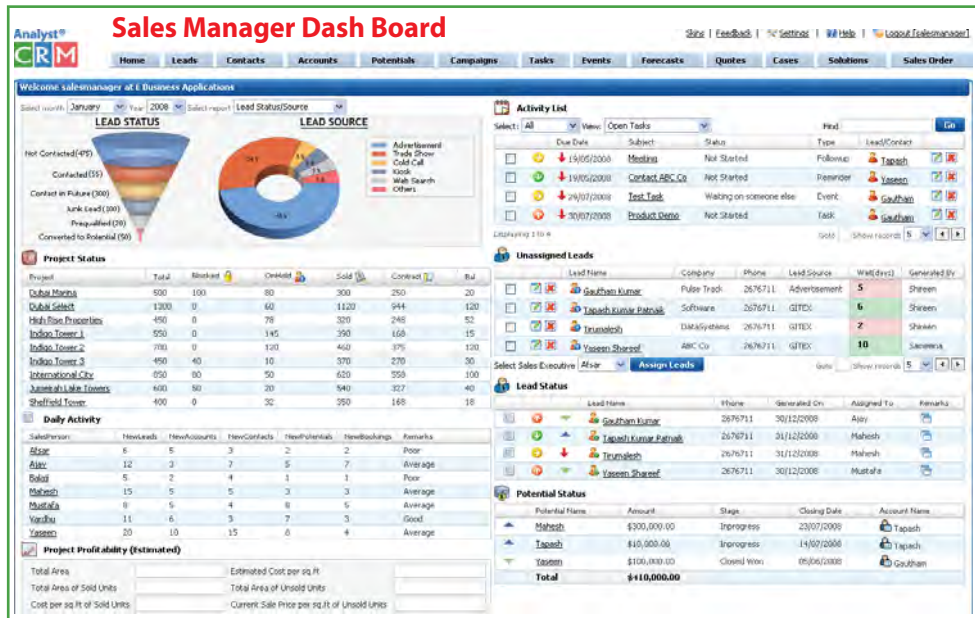 Analyst®
CRM
Sales Manager Dash Board
Skins | Feedback | Settings | Help | Logout [salesmanager]
Home Leads Contacts Accounts Potentials Campaigns Tasks Events Forecasts Quotes Cases Solutions Sales Order
Welcome salesmanager at E Business Applications
Select month January Year 2008 Select report Lead Status/Source
LEAD STATUS
LEAD SOURCE
Not Contacted(475)
Contacted(55)
Contact in Future(300)
Junk Lead(100)
Prequalified(20)
Converted to Potential(50)
Advertisement
Trade Show
Cold Call
Kiosk
Web Search
Others
Project Status
Project Total Blocked OnHold Sold Contract Bal
Dubai Marina 500 100 80 300 250 20
Dubai Select 1300 0 60 1120 944 120
High Rise Properties 450 0 78 320 248 52
Indigo Tower 1 550 0 145 390 168 15
Indigo Tower 2 700 0 120 460 375 120
Indigo Tower 3 450 40 10 370 270 30
International City 850 80 50 620 558 100
Jumeirah Lake Towers 600 50 20 540 327 40
Sheffield Tower 400 0 32 350 168 18
Daily Activity
SalesPerson NewLeads NewAccounts NewContacts NewPotentials NewBookings Remarks
Afsar 6 5 3 2 2 Poor
Ajay 12 3 7 5 7 Average
Balaji 5 2 4 1 1 Poor
Mahesh 15 5 5 3 3 Average
Mustafa 8 5 4 8 5 Average
Vardhu 11 6 3 7 3 Good
Yaseen 20 10 15 6 4 Average
Project Profitability (Estimated)
Total Area Estimated Cost per sq.ft
Total Area of Sold Units Total Area of Unsold Units
Cost per sq.ft of Sold Units Current Sale Price per sq.ft of Unsold Units
Activity List
Select: All View: Open Tasks Find Go
Due Date Subject Status Type Lead/Contact
19/05/2008 Meeting Not Started Followup Tapash
19/05/2008 Contact ABC Co Not Started Reminder Yaseen
29/07/2008 Test Task Waiting on someone else Event Gautham
30/07/2008 Product Demo Not Started Task Gautham
Displaying 1 to 4 Goto Show records 5
Unassigned Leads
Lead Name Company Phone Lead Source Wait(days) Generated By
Gautham Kumar Pulse Track 2676711 Advertisement 5 Shireen
Tapash Kumar Patnaik Software 2676711 GITEX 6 Shireen
Tirumalesh DataSystems 2676711 GITEX 2 Shireen
Yaseen Shareef ABC Co 2676711 GITEX 10 Sameena
Select Sales Executive Afsar Assign Leads Goto Show records 5
Lead Status
Lead Name Phone Generated On Assigned To Remarks
Gautham Kumar 2676711 30/12/2008 Ajay
Tapash Kumar Patnaik 2676711 31/12/2008 Mahesh
Tirumalesh 2676711 31/12/2008 Mahesh
Yaseen Shareef 2676711 30/12/2008 Mustafa
Potential Status
Potential Name Amount Stage Closing Date Account Name
Mahesh $300,000.00 Inprogress 23/07/2008 Tapash
Tapash $10,000.00 Inprogress 14/07/2008 Tapash
Yaseen $100,000.00 Closed Won 05/06/2008 Gautham
Total $410,000.00